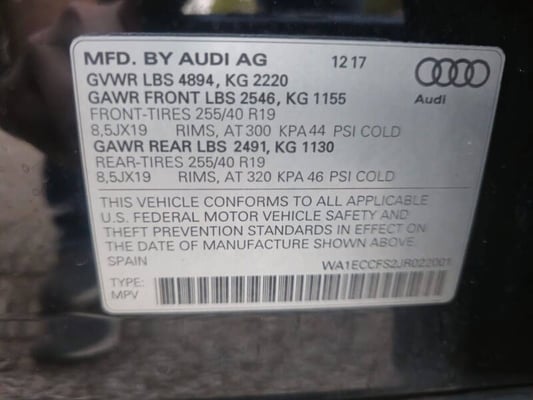 MFD. BY AUDI AG 12 17
GVWR LBS 4894, KG 2220
GAWR FRONT LBS 2546, KG 1155
FRONT-TIRES 255/40 R19
8,5JX19 RIMS, AT 300 KPA 44 PSI COLD
GAWR REAR LBS 2491, KG 1130
REAR-TIRES 255/40 R19
8,5JX19 RIMS, AT 320 KPA 46 PSI COLD
Audi
THIS VEHICLE CONFORMS TO ALL APPLICABLE
U.S. FEDERAL MOTOR VEHICLE SAFETY AND
THEFT PREVENTION STANDARDS IN EFFECT ON
THE DATE OF MANUFACTURE SHOWN ABOVE.
SPAIN WA1ECCFS2JR022001
TYPE:
MPV